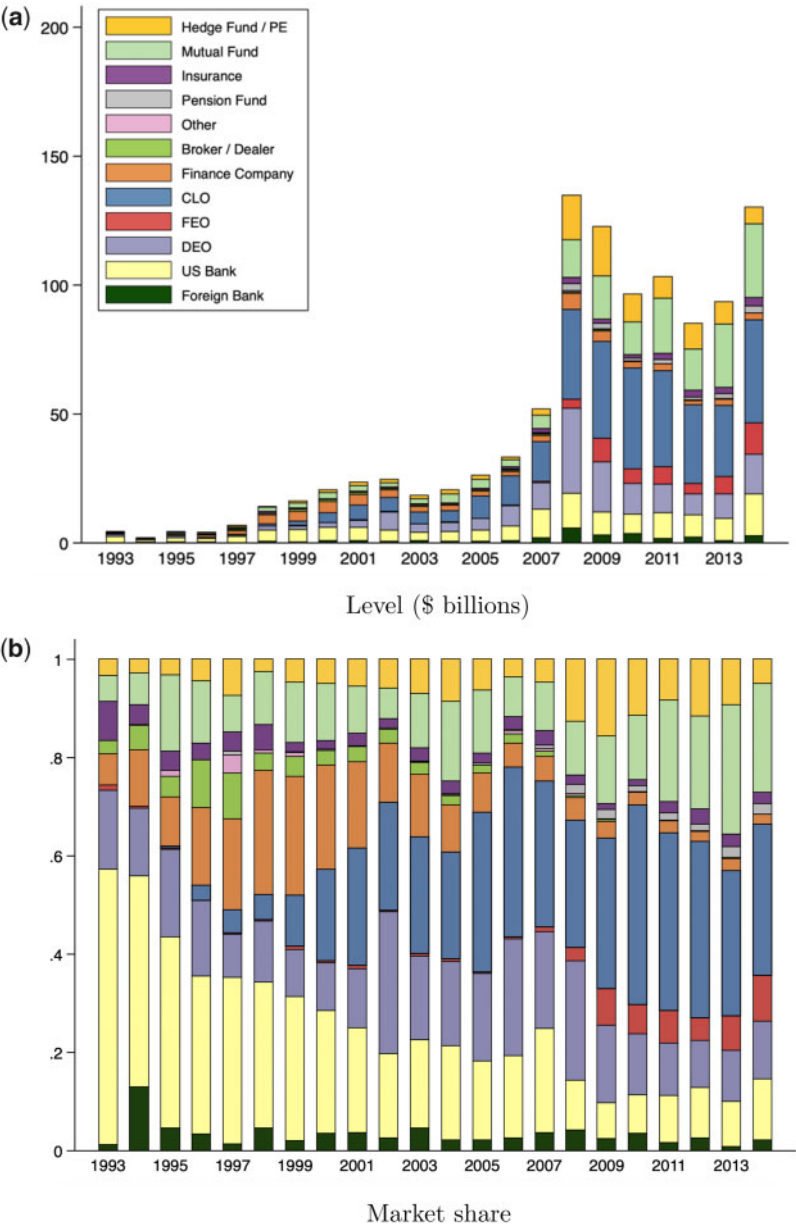 (a)
200
150
100
50
0
Hedge Fund / PE
Mutual Fund
Insurance
Pension Fund
Other
Broker / Dealer
Finance Company
CLO
FEO
DEO
US Bank
Foreign Bank
1993 1995 1997 1999 2001 2003 2005 2007 2009 2011 2013
Level ($ billions)
(b)
1
.8
.6
.4
.2
0
1993 1995 1997 1999 2001 2003 2005 2007 2009 2011 2013
Market share